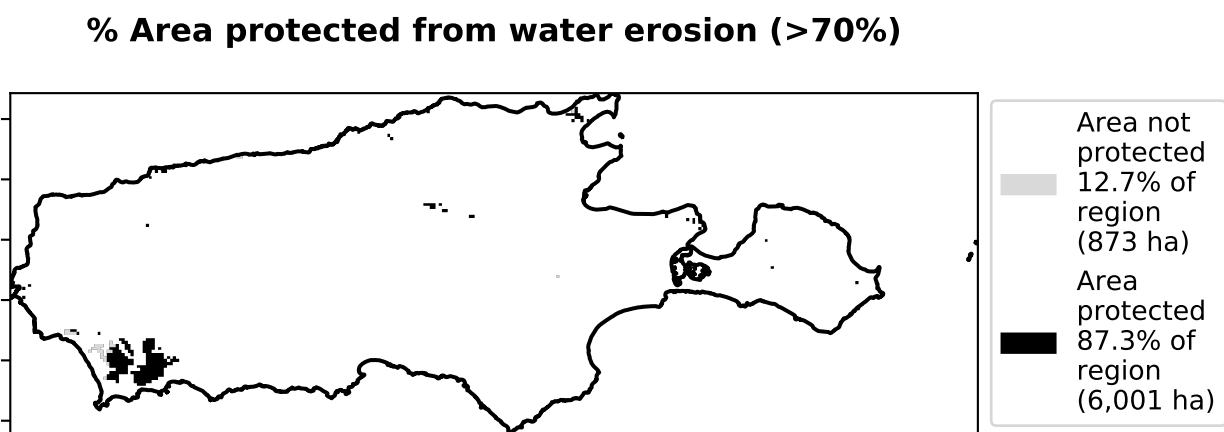 % Area protected from water erosion (>70%)
Area not
protected
12.7% of
region
(873 ha)
Area
protected
87.3% of
region
(6,001 ha)